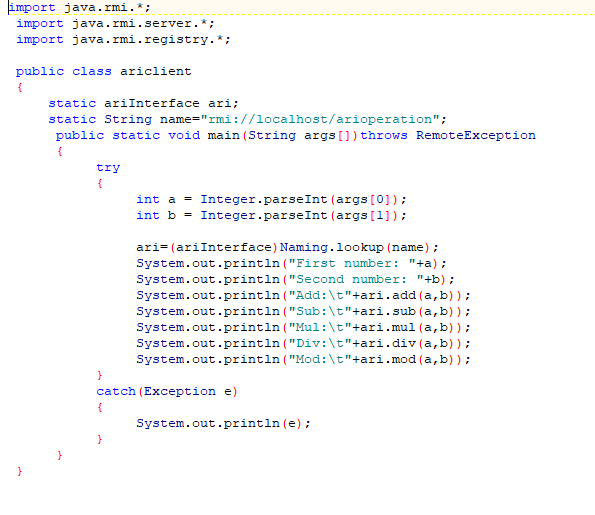 import java.rmi.*;
import java.rmi.server.*;
import java.rmi.registry.*;
public class ariclient
{
static ariInterface ari;
static String name="rmi://localhost/arioperation";
public static void main(String args[])throws RemoteException
{
try
{
int a = Integer.parseInt(args[0]);
int b = Integer.parseInt(args[1]);
ari=(ariInterface)Naming.lookup(name);
System.out.println("First number: "+a);
System.out.println("Second number: "+b);
System.out.println("Add:\t"+ari.add(a,b));
System.out.println("Sub:\t"+ari.sub(a,b));
System.out.println("Mul:\t"+ari.mul(a,b));
System.out.println("Div:\t"+ari.div(a,b));
System.out.println("Mod:\t"+ari.mod(a,b));
}
catch(Exception e)
{
System.out.println(e);
}
}
}